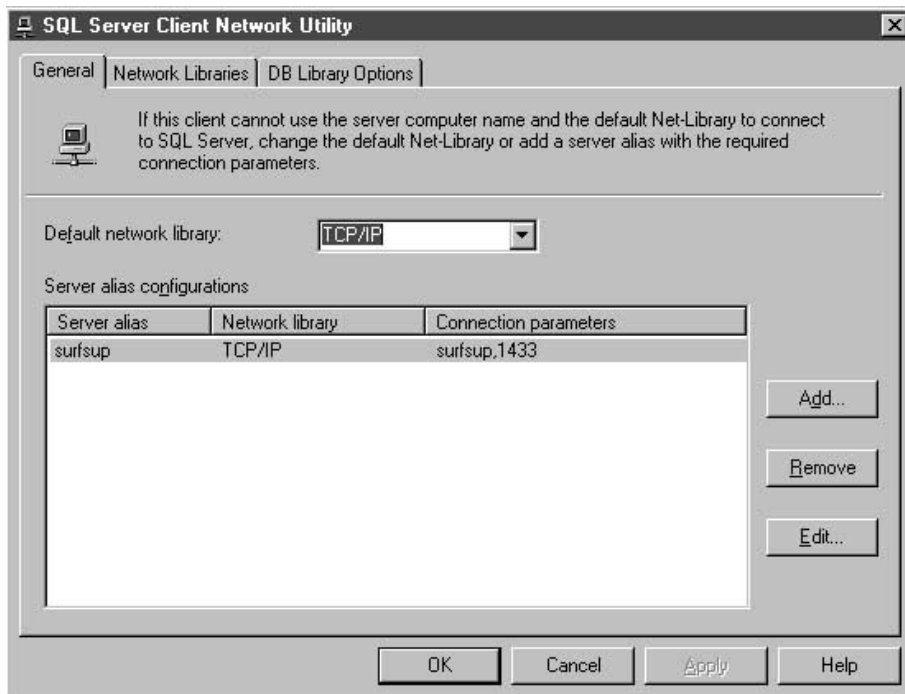 SQL Server Client Network Utility
General Network Libraries DB Library Options
If this client cannot use the server computer name and the default Net-Library to connect
to SQL Server, change the default Net-Library or add a server alias with the required
connection parameters.
Default network library: TCP/IP
Server alias configurations
Server alias Network library Connection parameters
surfsup TCP/IP surfsup,1433
Add...
Remove
Edit...
OK Cancel Apply Help